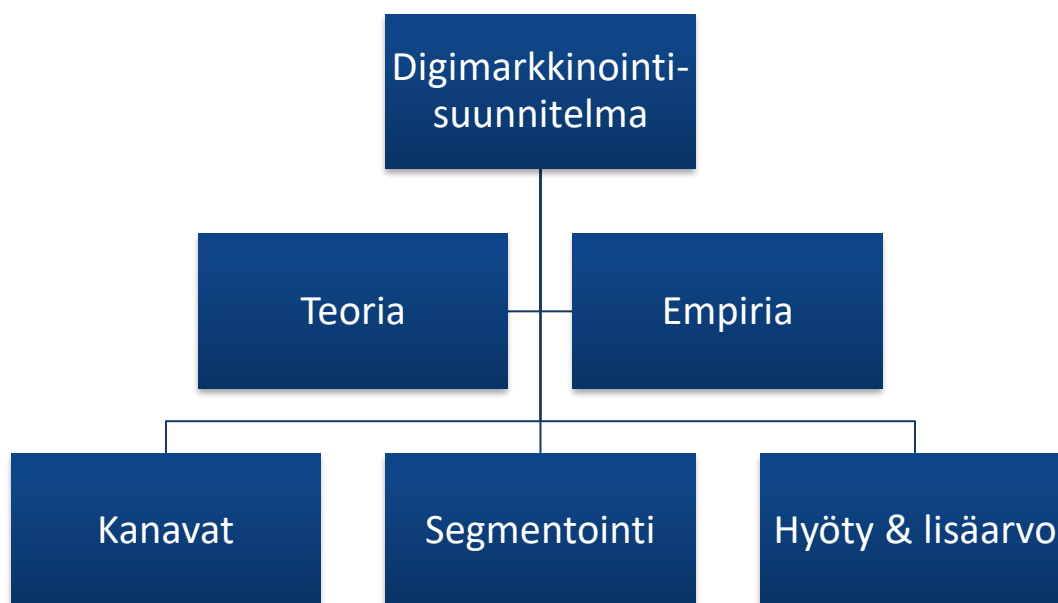 Digimarkkinointi-
suunnitelma
Teoria
Empiria
Kanavat
Segmentointi
Hyöty & lisäarvo